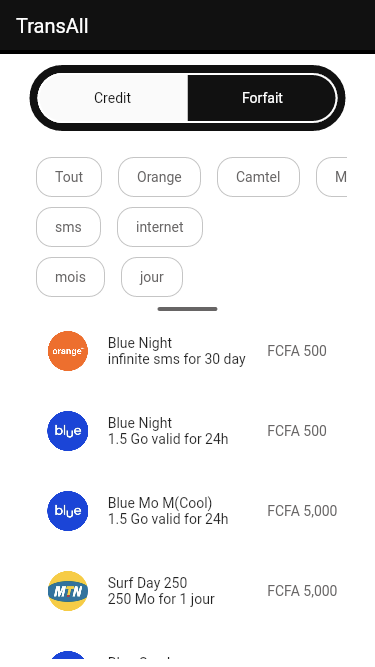 TransAll
Credit
Forfait
Tout
Orange
Camtel
M
sms
internet
mois
jour
orange
Blue Night
infinite sms for 30 day
FCFA 500
blue
Blue Night
1.5 Go valid for 24h
FCFA 500
blue
Blue Mo M(Cool)
1.5 Go valid for 24h
FCFA 5,000
MTN
Surf Day 250
250 Mo for 1 jour
FCFA 5,000